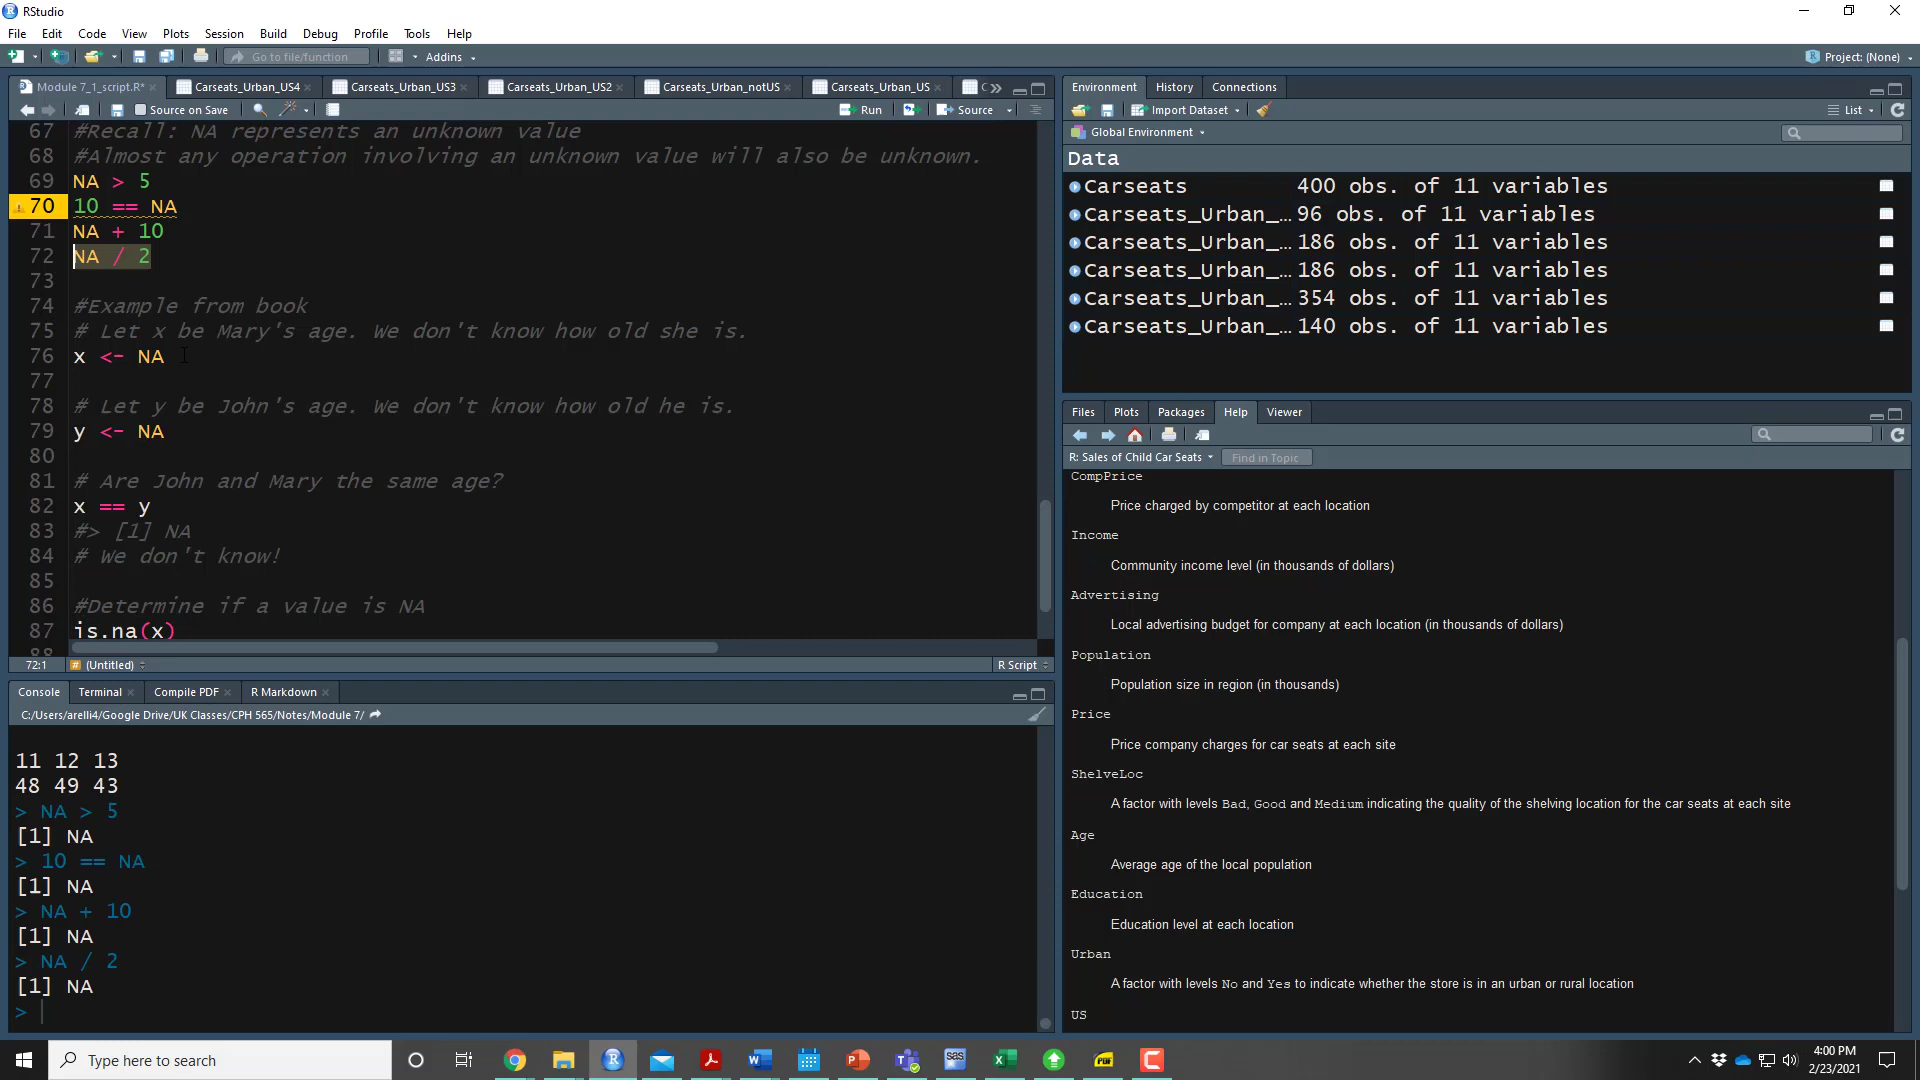 RStudio
File Edit Code View Plots Session Build Debug Profile Tools Help
Go to file/function Addins Project: (None)
Module 7_1_script.R* Carseats_Urban_US4 Carseats_Urban_US3 Carseats_Urban_US2 Carseats_Urban_notUS Carseats_Urban_US
Source on Save Run Source
67 #Recall: NA represents an unknown value
68 #Almost any operation involving an unknown value will also be unknown.
69 NA > 5
70 10 == NA
71 NA + 10
72 NA / 2
73
74 #Example from book
75 # Let x be Mary's age. We don't know how old she is.
76 x <- NA
77
78 # Let y be John's age. We don't know how old he is.
79 y <- NA
80
81 # Are John and Mary the same age?
82 x == y
83 #> [1] NA
84 # We don't know!
85
86 #Determine if a value is NA
87 is.na(x)
72:1 (Untitled) R Script
Console Terminal Compile PDF R Markdown
C:/Users/arelli4/Google Drive/UK Classes/CPH 565/Notes/Module 7/
11 12 13
48 49 43
> NA > 5
[1] NA
> 10 == NA
[1] NA
> NA + 10
[1] NA
> NA / 2
[1] NA
>
Environment History Connections
Import Dataset List
Global Environment
Data
Carseats 400 obs. of 11 variables
Carseats_Urban_… 96 obs. of 11 variables
Carseats_Urban_… 186 obs. of 11 variables
Carseats_Urban_… 186 obs. of 11 variables
Carseats_Urban_… 354 obs. of 11 variables
Carseats_Urban_… 140 obs. of 11 variables
Files Plots Packages Help Viewer
R: Sales of Child Car Seats Find in Topic
CompPrice
Price charged by competitor at each location
Income
Community income level (in thousands of dollars)
Advertising
Local advertising budget for company at each location (in thousands of dollars)
Population
Population size in region (in thousands)
Price
Price company charges for car seats at each site
ShelveLoc
A factor with levels Bad, Good and Medium indicating the quality of the shelving location for the car seats at each site
Age
Average age of the local population
Education
Education level at each location
Urban
A factor with levels No and Yes to indicate whether the store is in an urban or rural location
US
Type here to search
4:00 PM
2/23/2021